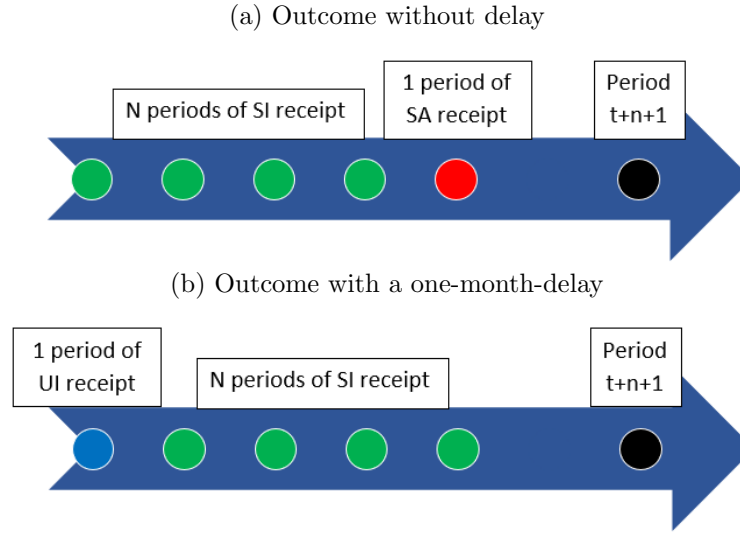 (a) Outcome without delay
N periods of SI receipt
1 period of
SA receipt
Period
t+n+1
(b) Outcome with a one-month-delay
1 period of
UI receipt
N periods of SI receipt
Period
t+n+1